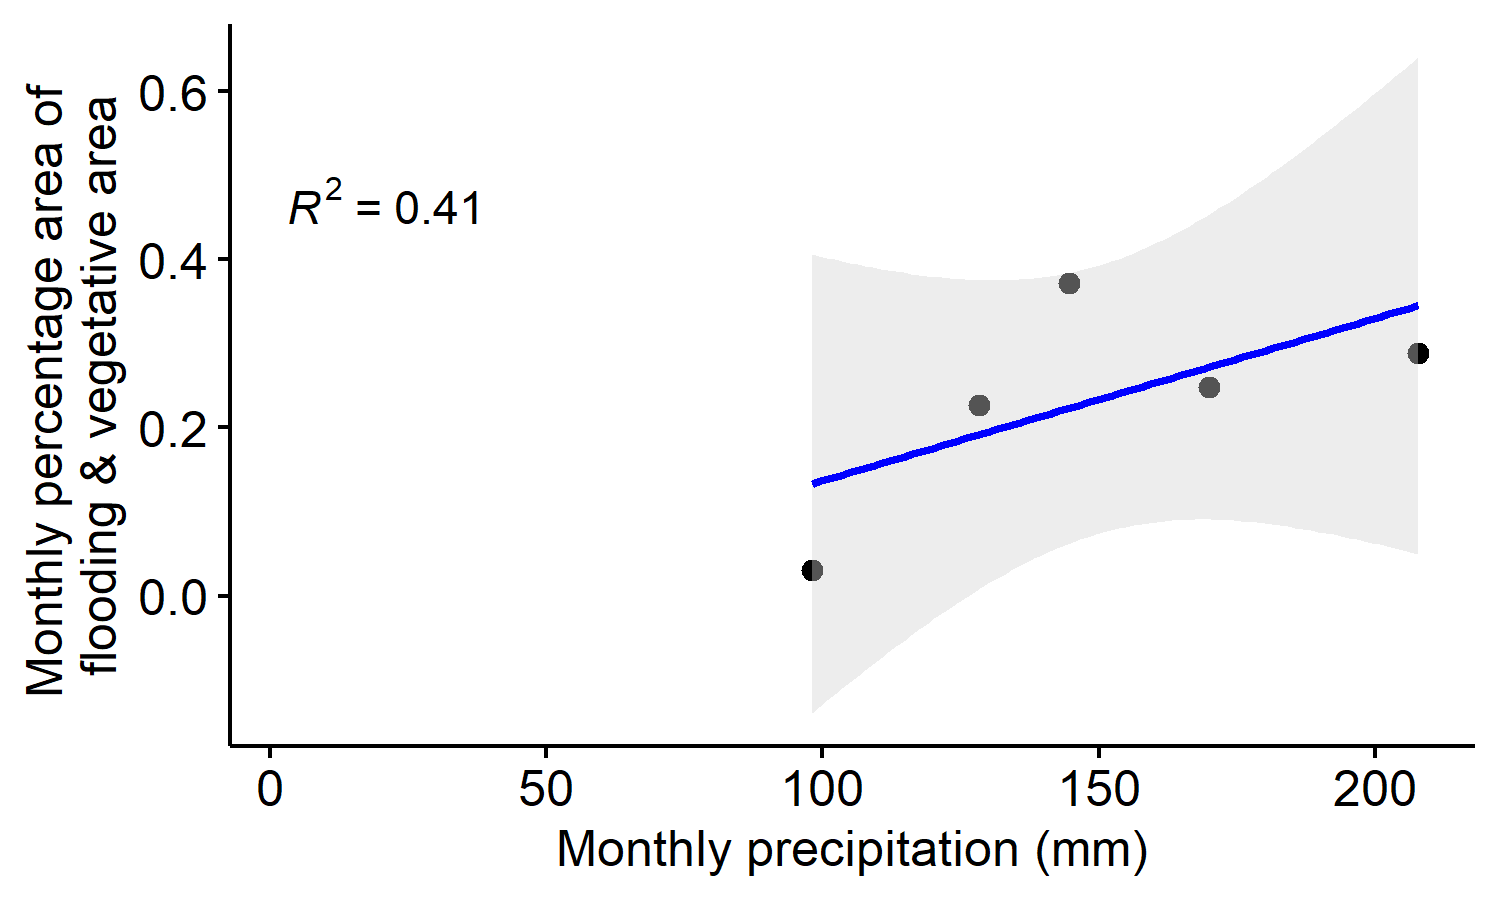 Monthly percentage area of
flooding & vegetative area
0.6
0.4
0.2
0.0
R² = 0.41
0 50 100 150 200
Monthly precipitation (mm)